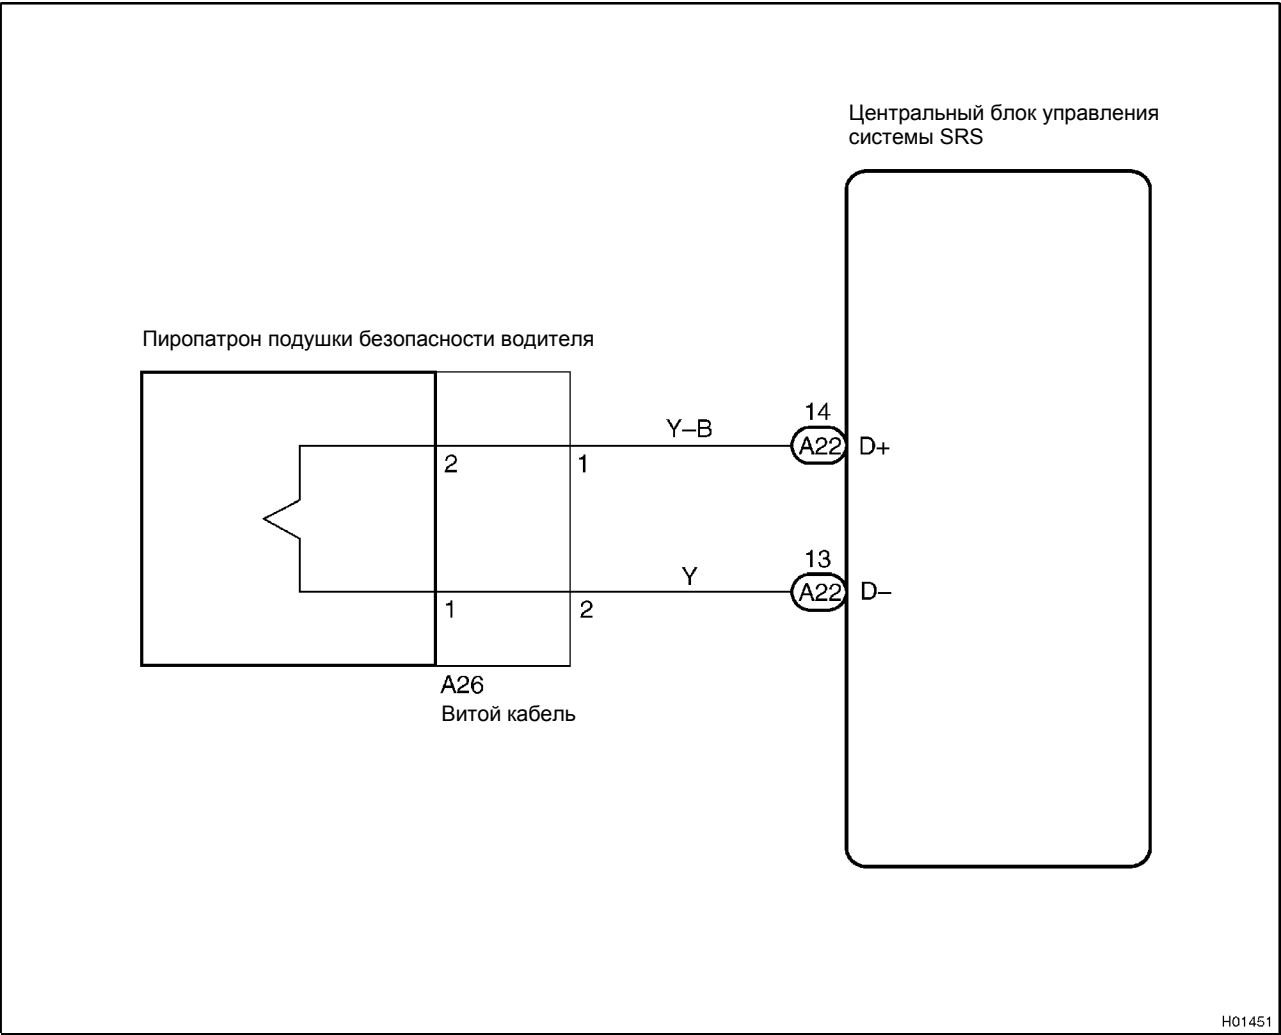 Центральный блок управления
системы SRS
Пиропатрон подушки безопасности водителя
Y–B
14
A22
D+
2
1
Y
13
A22
D–
1
2
A26
Витой кабель
H01451